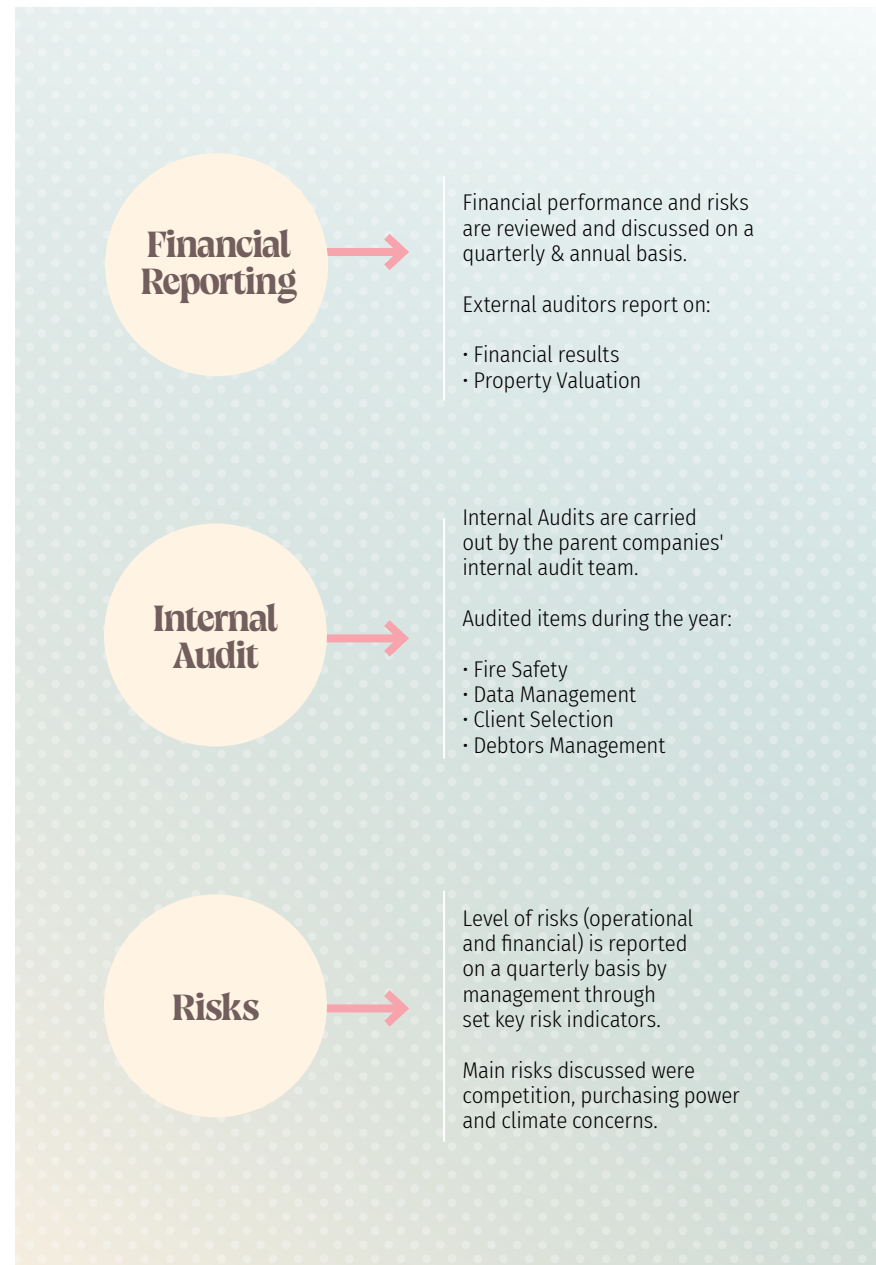 Financial
Reporting
Financial performance and risks
are reviewed and discussed on a
quarterly & annual basis.
External auditors report on:
• Financial results
• Property Valuation
Internal
Audit
Internal Audits are carried
out by the parent companies'
internal audit team.
Audited items during the year:
• Fire Safety
• Data Management
• Client Selection
• Debtors Management
Risks
Level of risks (operational
and financial) is reported
on a quarterly basis by
management through
set key risk indicators.
Main risks discussed were
competition, purchasing power
and climate concerns.